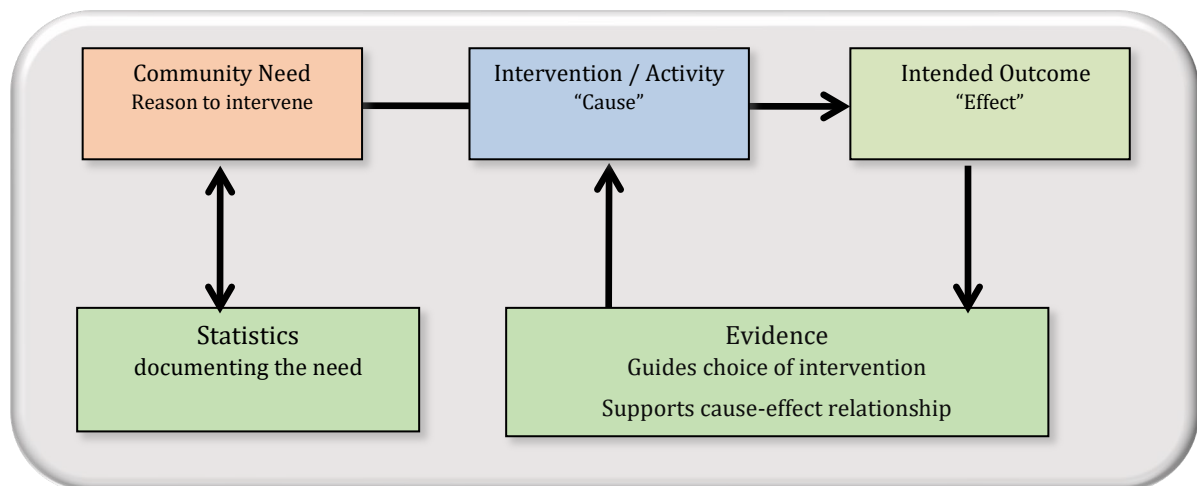 Community Need
Reason to intervene
Intervention / Activity
“Cause”
Intended Outcome
“Effect”
Statistics
documenting the need
Evidence
Guides choice of intervention
Supports cause-effect relationship